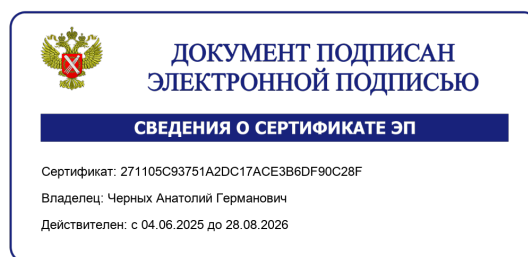 ДОКУМЕНТ ПОДПИСАН
ЭЛЕКТРОННОЙ ПОДПИСЬЮ
СВЕДЕНИЯ О СЕРТИФИКАТЕ ЭП
Сертификат: 271105C93751A2DC17ACE3B6DF90C28F
Владелец: Черных Анатолий Германович
Действителен: с 04.06.2025 до 28.08.2026